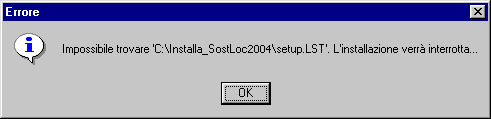 Errore
Impossibile trovare 'C:\Installa_SostLoc2004\setup.LST'. L'installazione verrà interrotta...
OK